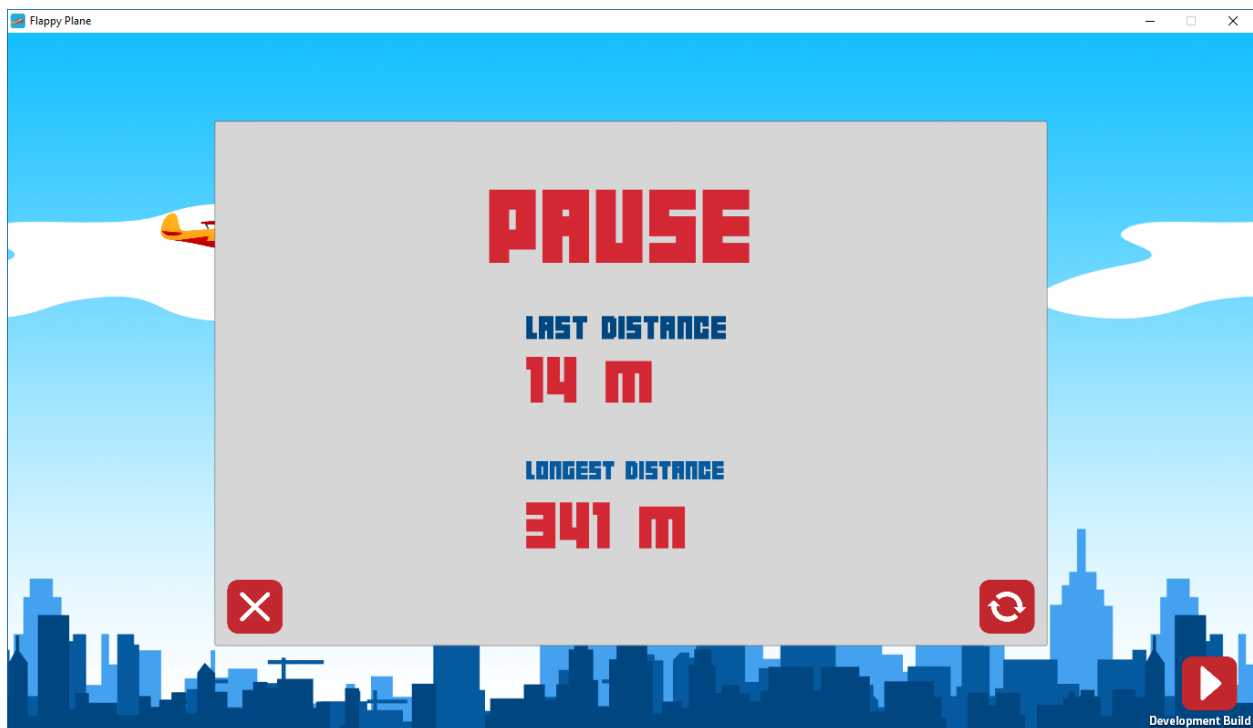 Flappy Plane
PAUSE
LAST DISTANCE
14 m
LONGEST DISTANCE
341 m
Development Build